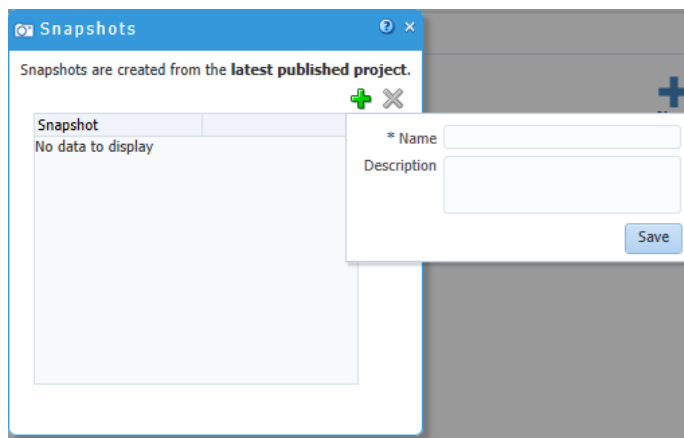 Snapshots
Snapshots are created from the latest published project.
Snapshot
No data to display
* Name
Description
Save